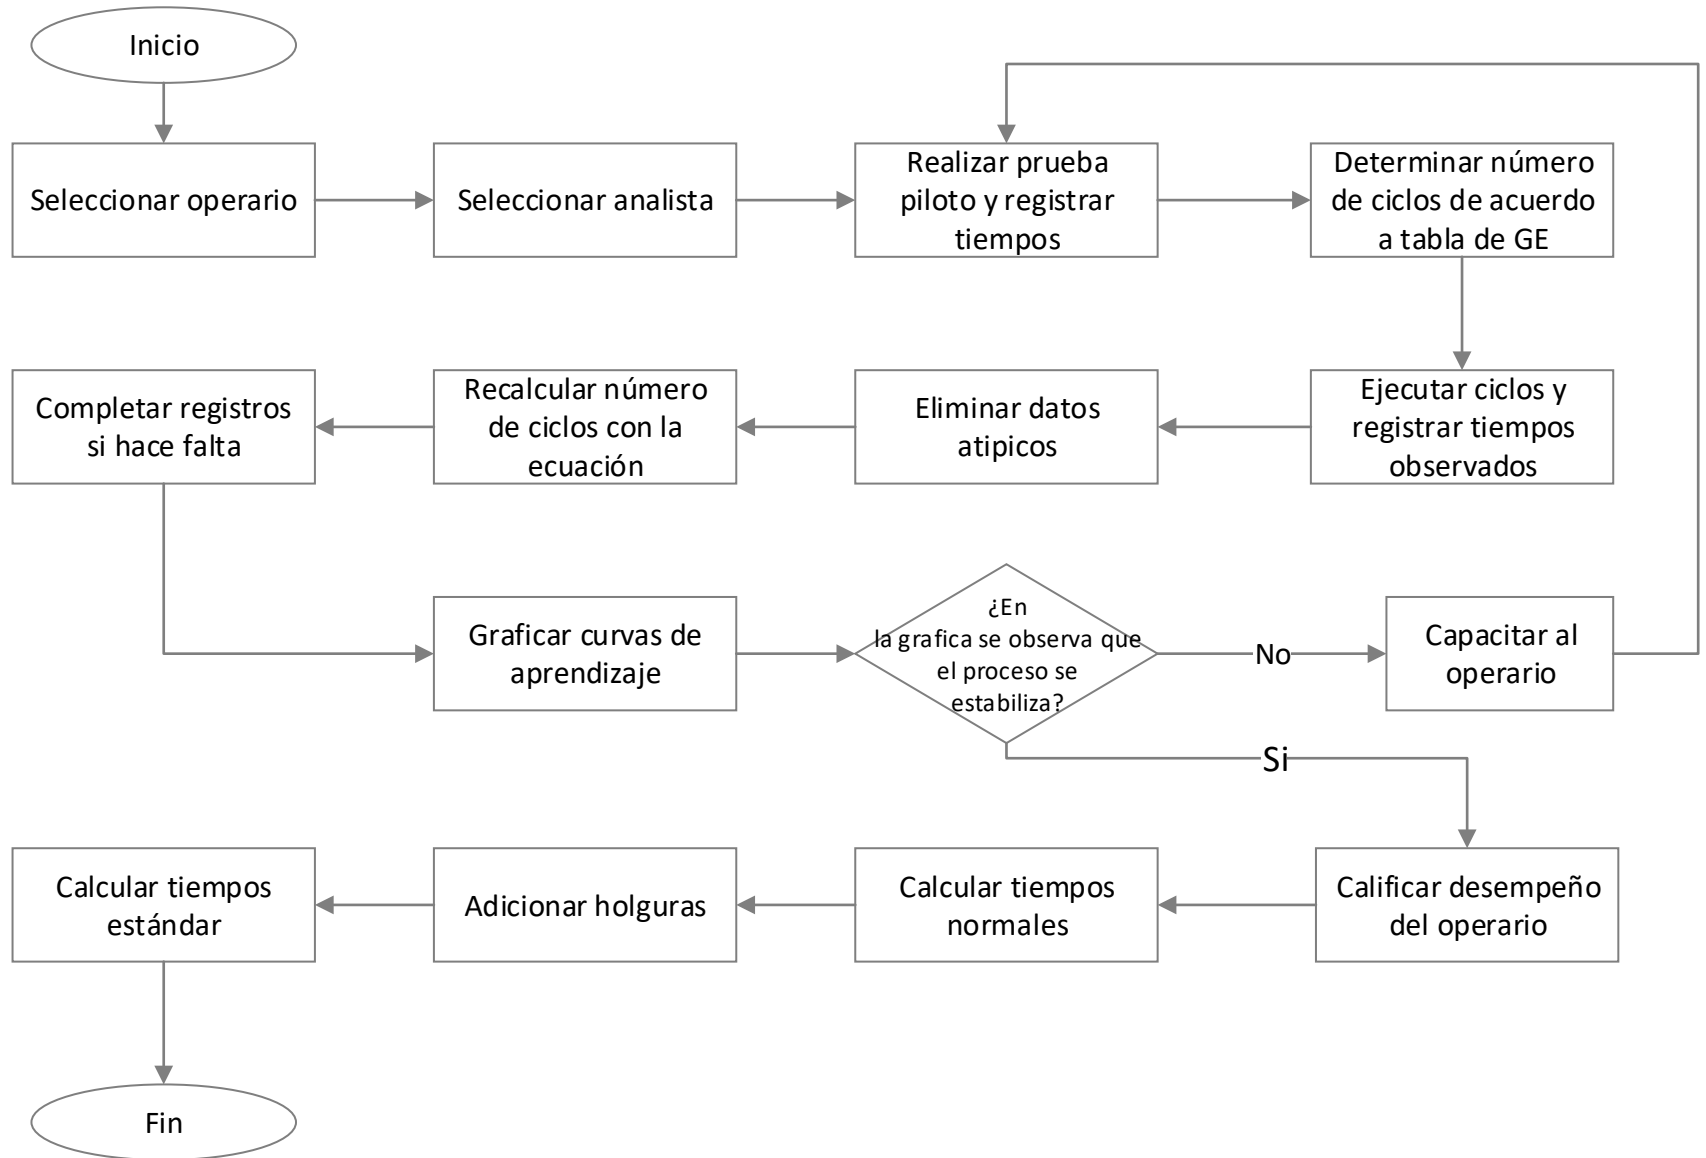 Inicio
Seleccionar operario
Seleccionar analista
Realizar prueba
piloto y registrar
tiempos
Determinar número
de ciclos de acuerdo
a tabla de GE
Completar registros
si hace falta
Recalcular número
de ciclos con la
ecuación
Eliminar datos
atipicos
Ejecutar ciclos y
registrar tiempos
observados
Graficar curvas de
aprendizaje
¿En
la grafica se observa que
el proceso se
estabiliza?
No
Capacitar al
operario
Si
Calcular tiempos
estándar
Adicionar holguras
Calcular tiempos
normales
Calificar desempeño
del operario
Fin